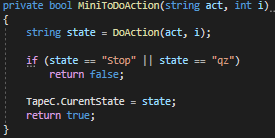 private bool MiniToDoAction(string act, int i)
{
string state = DoAction(act, i);
if (state == "Stop" || state == "qz")
return false;
TapeC.CurentState = state;
return true;
}